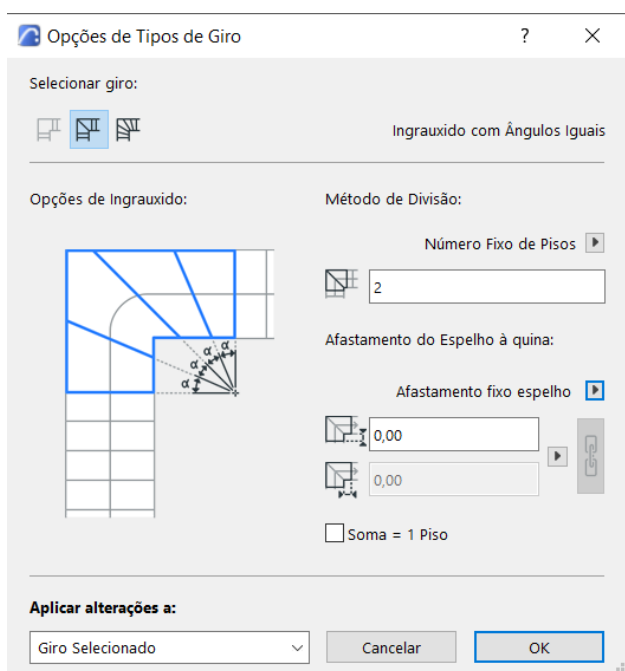 Opções de Tipos de Giro
?
Selecionar giro:
Ingrauxido com Ângulos Iguais
Opções de Ingrauxido:
Método de Divisão:
Número Fixo de Pisos
2
Afastamento do Espelho à quina:
Afastamento fixo espelho
0,00
0,00
Soma = 1 Piso
α
α
α
α
Aplicar alterações a:
Giro Selecionado
Cancelar
OK